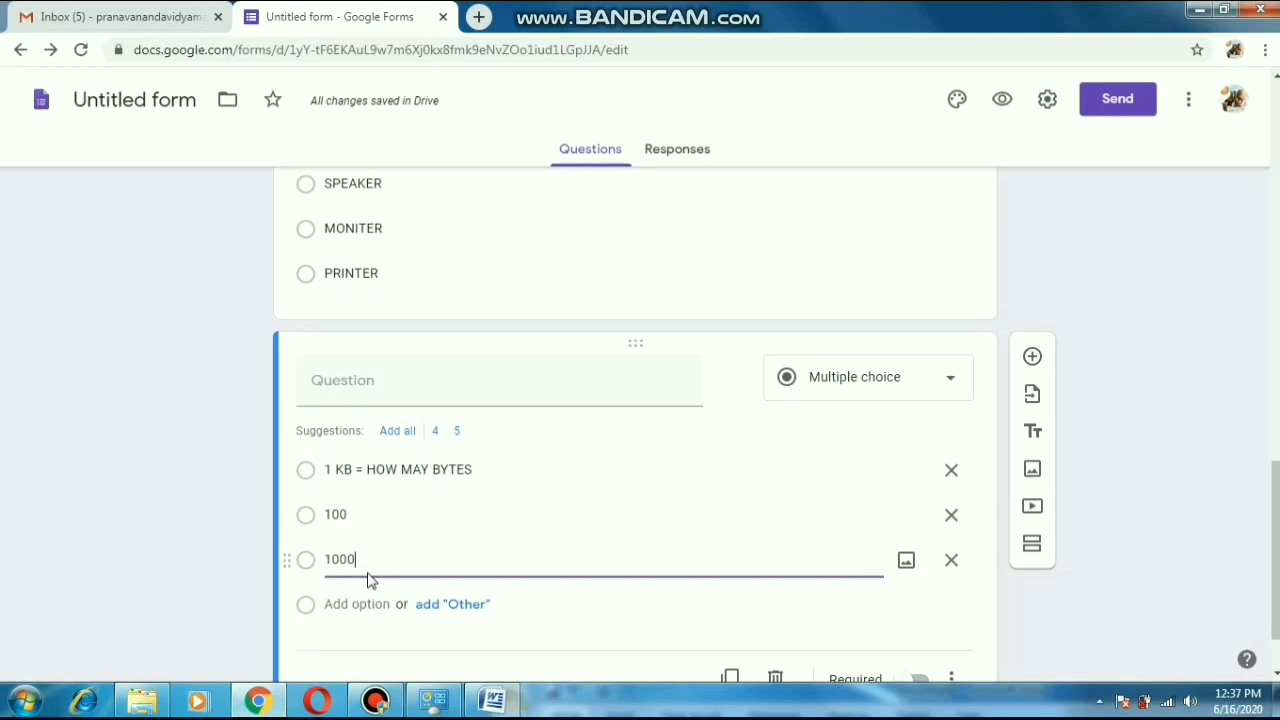 Inbox (5) - pranavanandavidyam
Untitled form - Google Forms
www.BANDICAM.com
docs.google.com/forms/d/1yY-tF6EKAuL9w7m6Xj0kx8fmk9eNvZOo1iud1LGpJJA/edit
Untitled form
All changes saved in Drive
Send
Questions
Responses
SPEAKER
MONITER
PRINTER
Question
Multiple choice
Suggestions: Add all 4 5
1 KB = HOW MAY BYTES
100
1000
Add option or add "Other"
Required
12:37 PM
6/16/2020